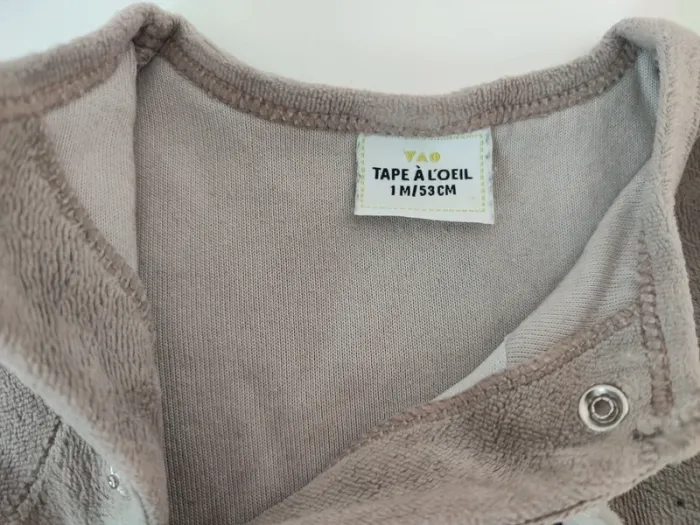 TAO
TAPE À L'OEIL
1 M/53CM